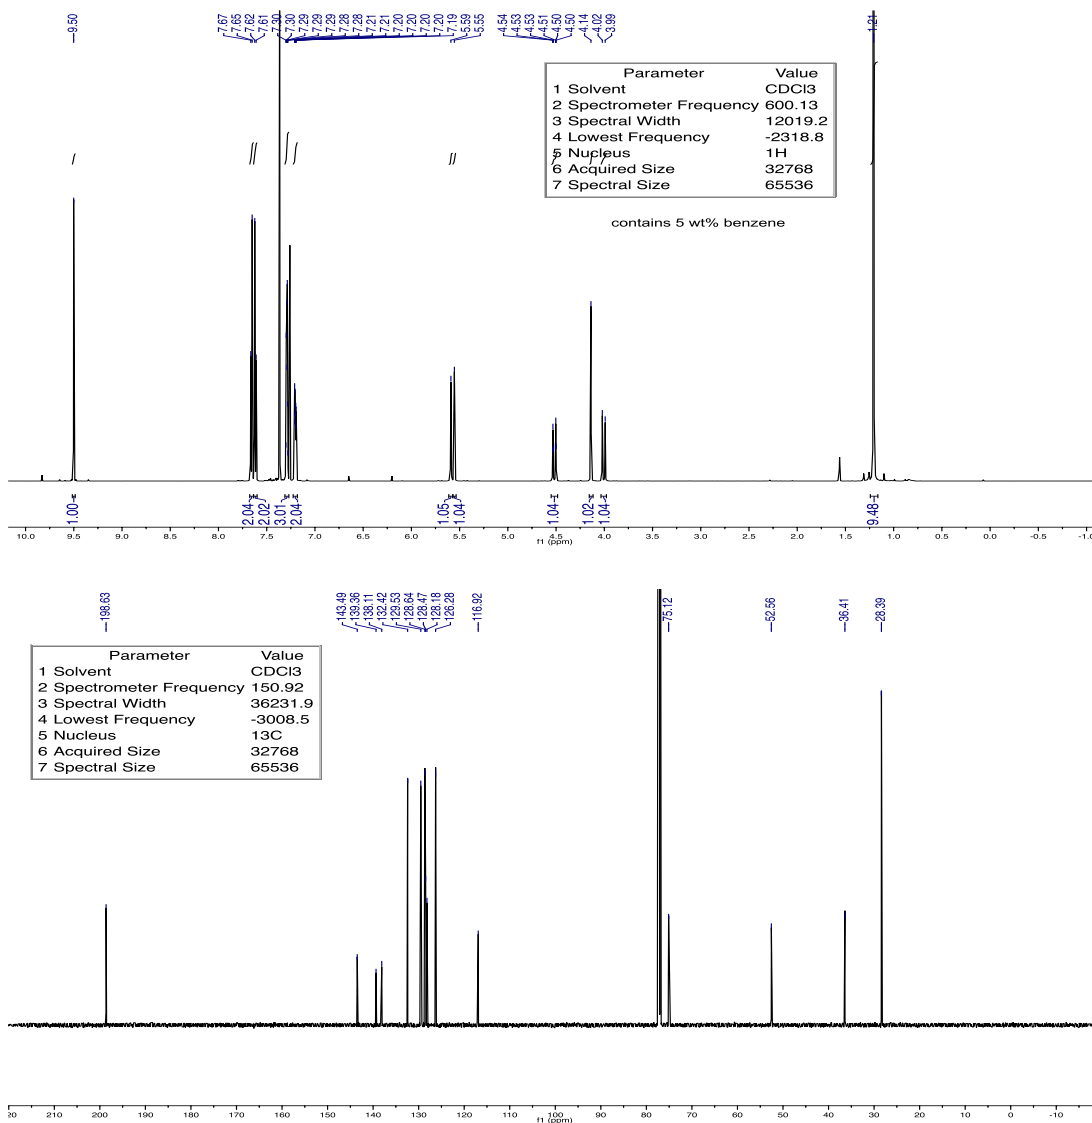 9.50
7.67
7.65
7.62
7.61
7.30
7.30
7.29
7.29
7.29
7.28
7.28
7.21
7.21
7.20
7.20
7.20
7.20
7.19
5.59
5.55
4.54
4.53
4.53
4.51
4.50
4.50
4.14
4.02
3.99
1.21
Parameter Value
1 Solvent CDCl3
2 Spectrometer Frequency 600.13
3 Spectral Width 12019.2
4 Lowest Frequency -2318.8
5 Nucleus 1H
6 Acquired Size 32768
7 Spectral Size 65536
contains 5 wt% benzene
1.00
2.04
2.02
3.01
2.04
1.05
1.04
1.04
1.02
1.04
9.48
10.0 9.5 9.0 8.5 8.0 7.5 7.0 6.5 6.0 5.5 5.0 4.5 4.0 3.5 3.0 2.5 2.0 1.5 1.0 0.5 0.0 -0.5 -1.0
f1 (ppm)
198.63
143.49
139.36
138.11
132.42
129.53
128.64
128.47
128.18
126.28
116.92
75.12
52.56
36.41
28.39
Parameter Value
1 Solvent CDCl3
2 Spectrometer Frequency 150.92
3 Spectral Width 36231.9
4 Lowest Frequency -3008.5
5 Nucleus 13C
6 Acquired Size 32768
7 Spectral Size 65536
20 210 200 190 180 170 160 150 140 130 120 110 100 90 80 70 60 50 40 30 20 10 0 -10
f1 (ppm)